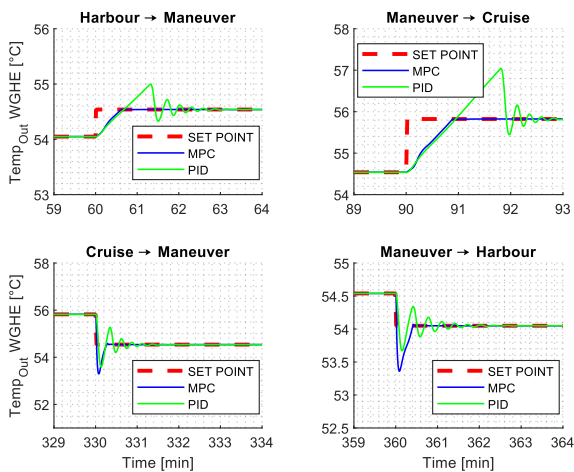 Harbour → Maneuver
Temp_Out WGHE [°C]
56
55
54
53
59 60 61 62 63 64
SET POINT
MPC
PID
Maneuver → Cruise
58
57
56
55
54
89 90 91 92 93
SET POINT
MPC
PID
Cruise → Maneuver
Temp_Out WGHE [°C]
58
56
54
52
329 330 331 332 333 334
Time [min]
SET POINT
MPC
PID
Maneuver → Harbour
55
54.5
54
53.5
53
52.5
359 360 361 362 363 364
Time [min]
SET POINT
MPC
PID